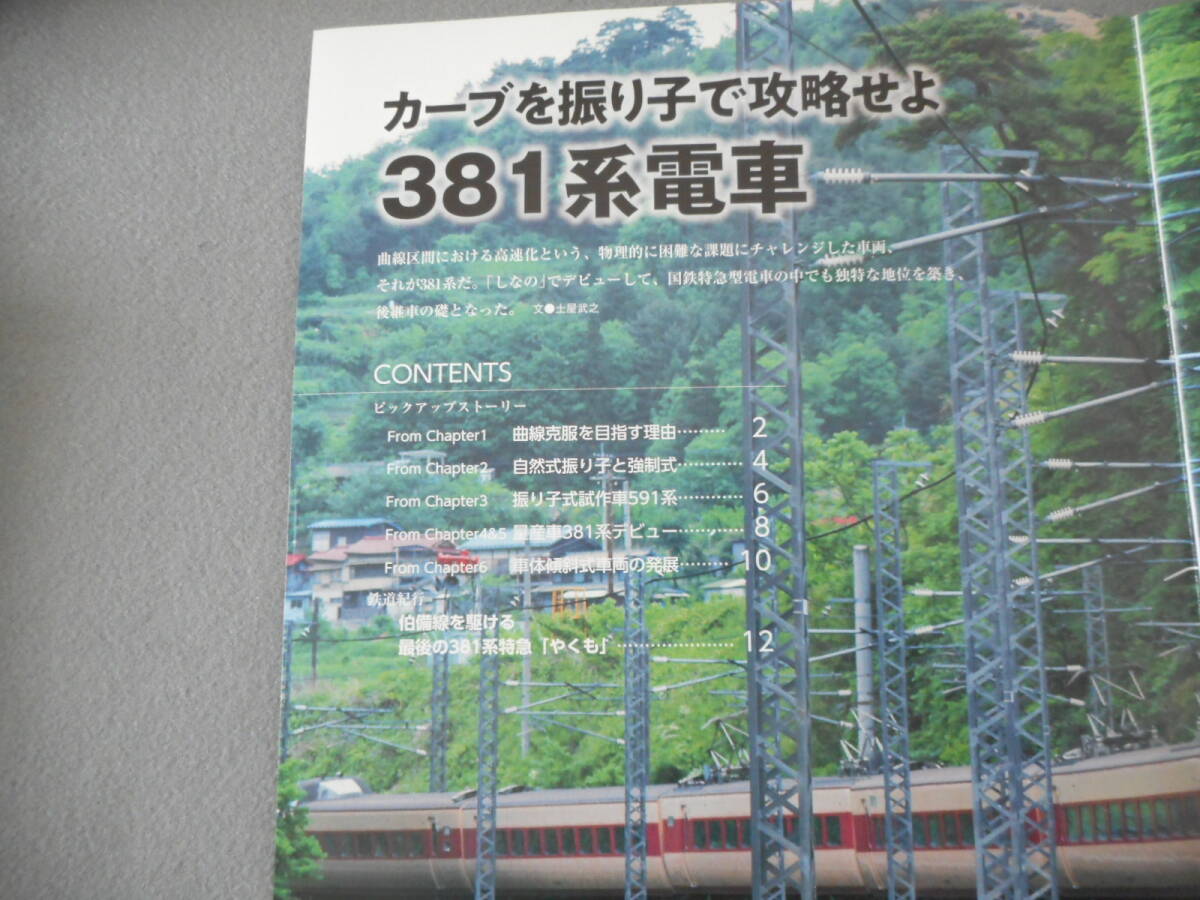 カーブを振り子で攻略せよ
381系電車
曲線区間における高速化という、物理的に困難な課題にチャレンジした車両、
それが381系だ。「しなの」でデビューして、国鉄特急型電車の中でも独特な地位を築き、
後継車の礎となった。 文●土屋武之
CONTENTS
ピックアップストーリー
From Chapter1 曲線克服を目指す理由……… 2
From Chapter2 自然式振り子と強制式………… 4
From Chapter3 振り子式試作車591系………… 6
From Chapter4&5 量産車381系デビュー………… 8
From Chapter6 車体傾斜式車両の発展……… 10
鉄道紀行
伯備線を駆ける
最後の381系特急「やくも」………………… 12